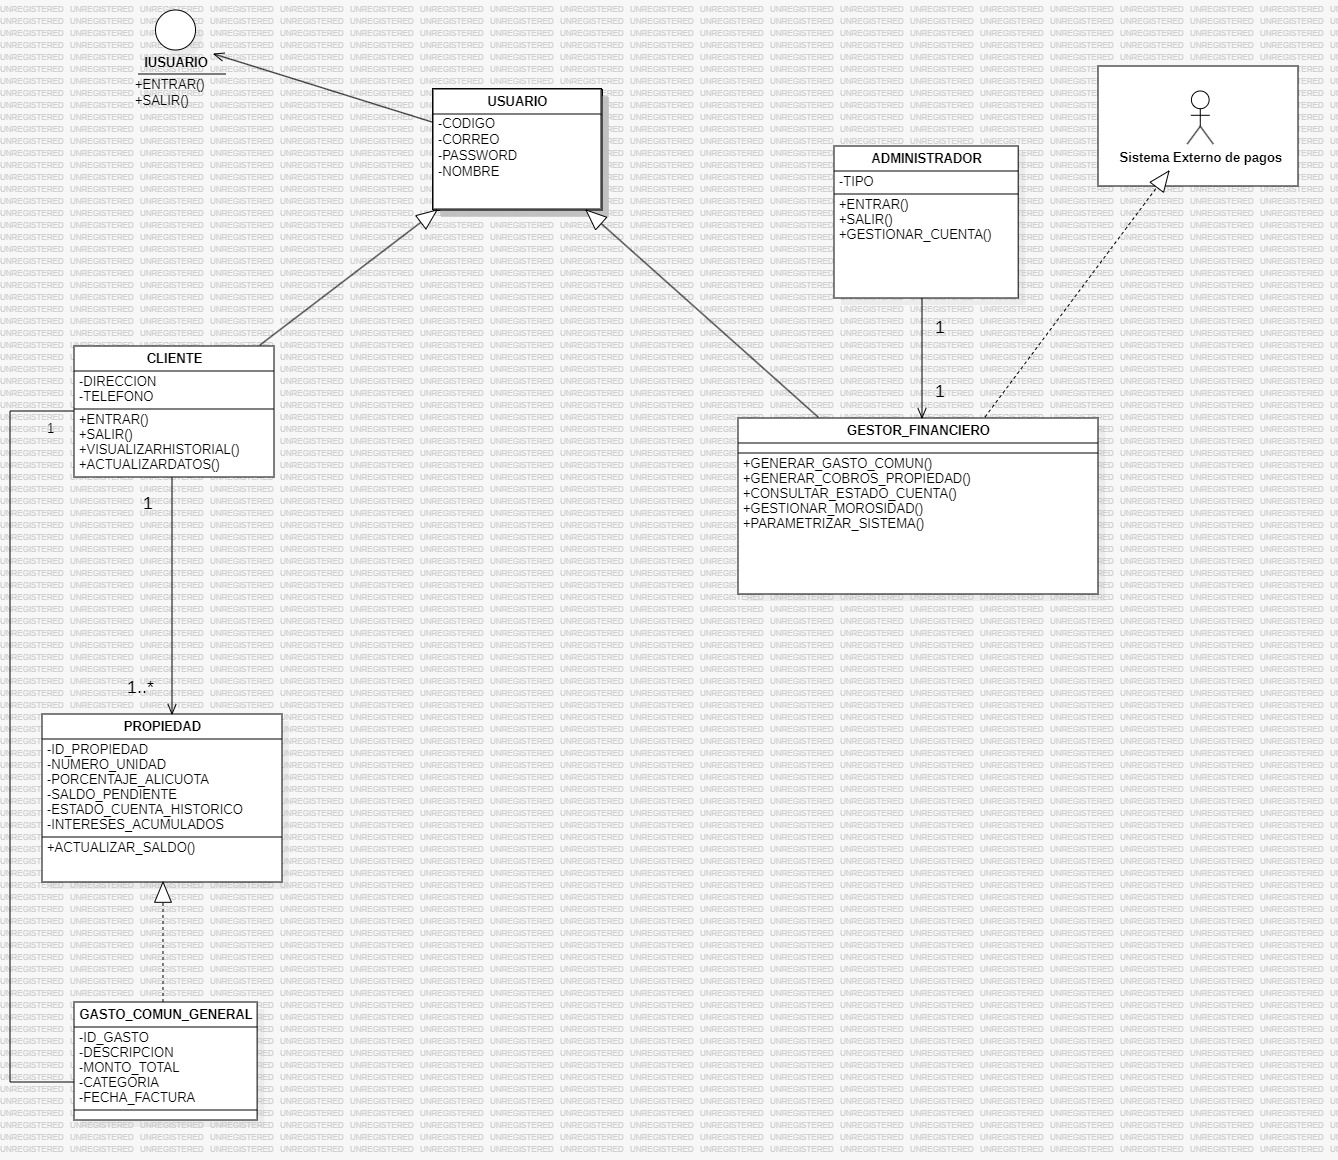 IUSUARIO
+ENTRAR()
+SALIR()
USUARIO
-CODIGO
-CORREO
-PASSWORD
-NOMBRE
ADMINISTRADOR
-TIPO
+ENTRAR()
+SALIR()
+GESTIONAR_CUENTA()
Sistema Externo de pagos
1
1
CLIENTE
-DIRECCION
-TELEFONO
+ENTRAR()
+SALIR()
+VISUALIZARHISTORIAL()
+ACTUALIZARDATOS()
1
1
1..*
GESTOR_FINANCIERO
+GENERAR_GASTO_COMUN()
+GENERAR_COBROS_PROPIEDAD()
+CONSULTAR_ESTADO_CUENTA()
+GESTIONAR_MOROSIDAD()
+PARAMETRIZAR_SISTEMA()
PROPIEDAD
-ID_PROPIEDAD
-NUMERO_UNIDAD
-PORCENTAJE_ALICUOTA
-SALDO_PENDIENTE
-ESTADO_CUENTA_HISTORICO
-INTERESES_ACUMULADOS
+ACTUALIZAR_SALDO()
GASTO_COMUN_GENERAL
-ID_GASTO
-DESCRIPCION
-MONTO_TOTAL
-CATEGORIA
-FECHA_FACTURA
UNREGISTERED